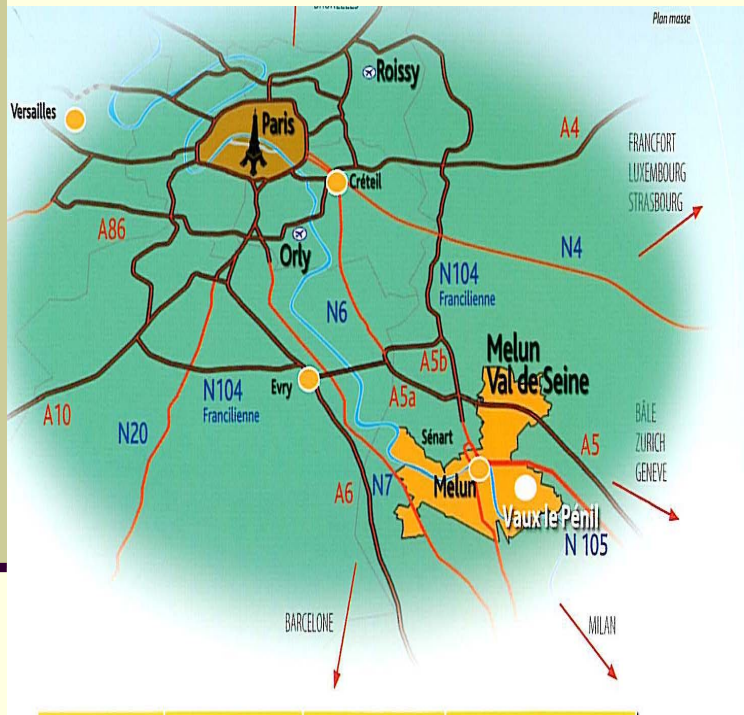 Plan masse
Roissy
Versailles
Paris
A4
FRANCFORT
LUXEMBOURG
STRASBOURG
Créteil
A86
Orly
N4
N104
Francilienne
N6
Melun
Val de Seine
A5b
Evry
A5a
N104
Francilienne
A10
N20
BÂLE
ZURICH
GENEVE
Sénart
A5
A6
N7
Melun
Vaux le Pénil
N 105
BARCELONE
MILAN